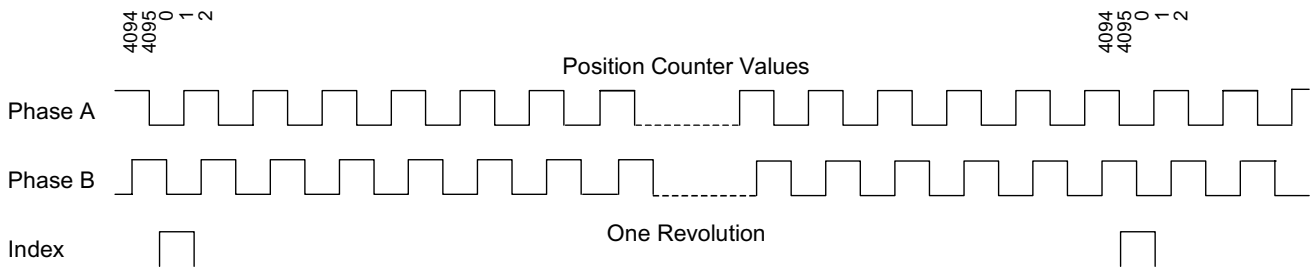 4094
4095
0
1
2
4094
4095
0
1
2
Position Counter Values
Phase A
Phase B
One Revolution
Index